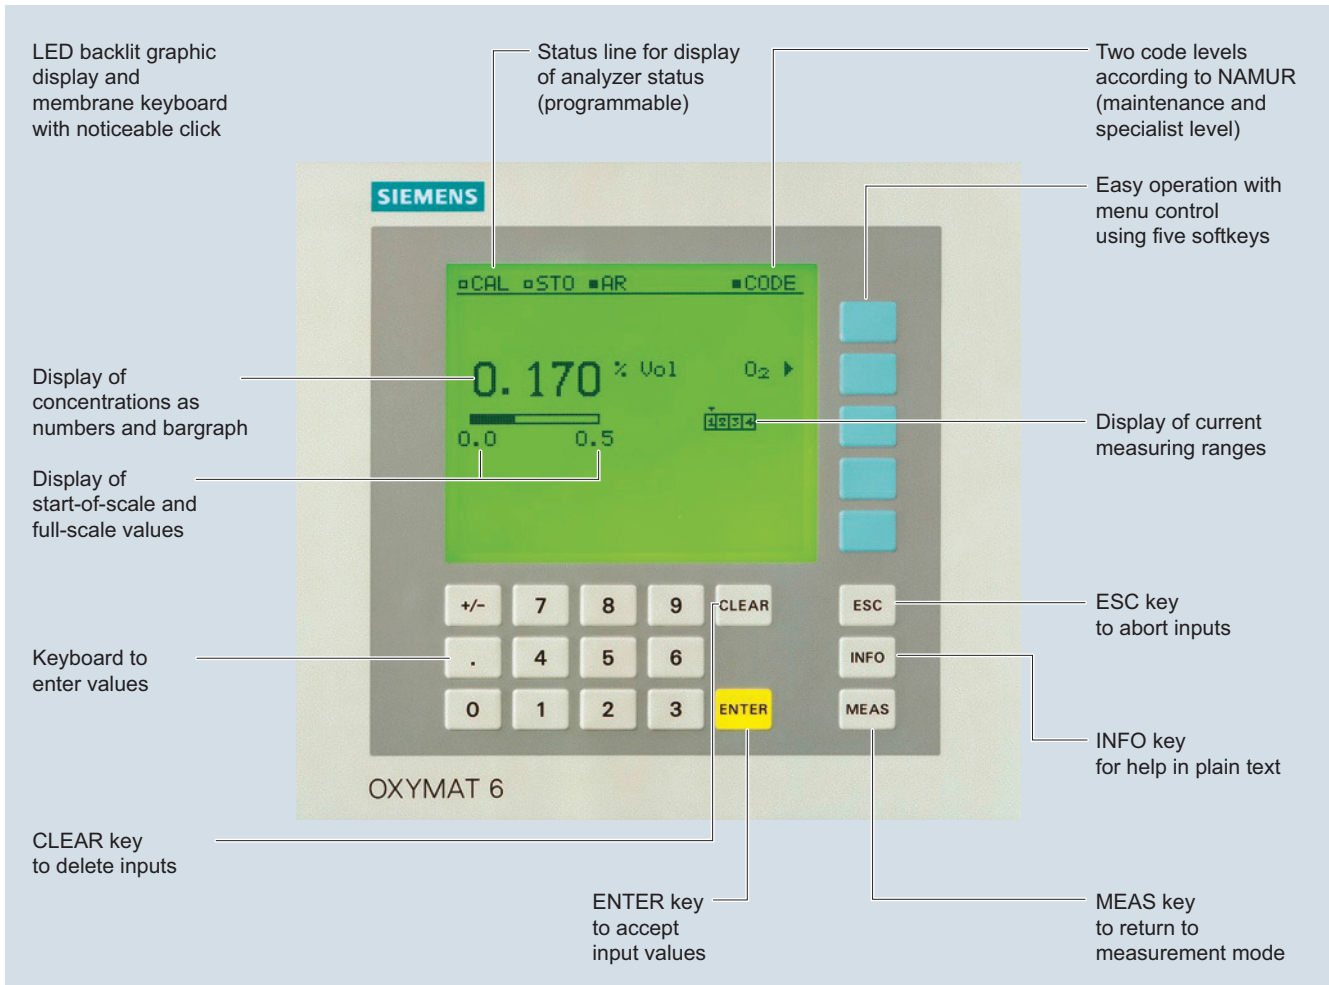 LED backlit graphic
display and
membrane keyboard
with noticeable click
Status line for display
of analyzer status
(programmable)
Two code levels
according to NAMUR
(maintenance and
specialist level)
Easy operation with
menu control
using five softkeys
SIEMENS
CAL STO AR CODE
0.170 % Vol O₂
1 2 3 4
0.0 0.5
Display of
concentrations as
numbers and bargraph
Display of
start-of-scale and
full-scale values
Display of current
measuring ranges
+/- 7 8 9 CLEAR ESC
. 4 5 6 INFO
0 1 2 3 ENTER MEAS
ESC key
to abort inputs
Keyboard to
enter values
INFO key
for help in plain text
OXYMAT 6
CLEAR key
to delete inputs
ENTER key
to accept
input values
MEAS key
to return to
measurement mode